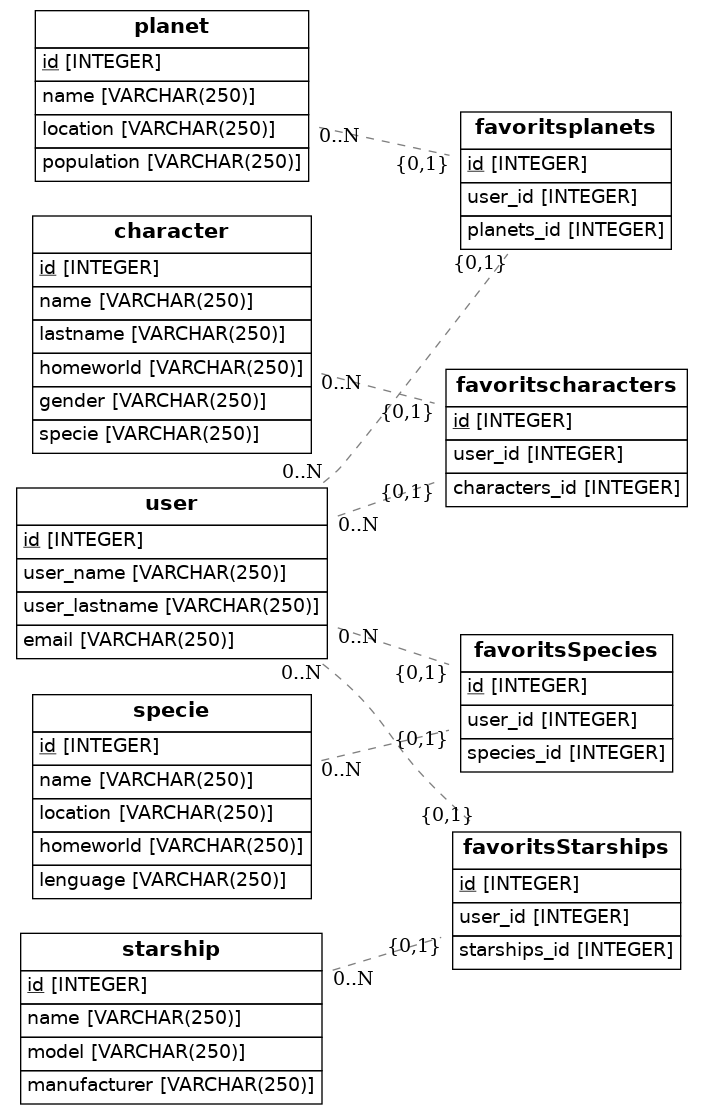 planet
id [INTEGER]
name [VARCHAR(250)]
location [VARCHAR(250)]
population [VARCHAR(250)]
0..N
{0,1}
favoritsplanets
id [INTEGER]
user_id [INTEGER]
planets_id [INTEGER]
{0,1}
character
id [INTEGER]
name [VARCHAR(250)]
lastname [VARCHAR(250)]
homeworld [VARCHAR(250)]
gender [VARCHAR(250)]
specie [VARCHAR(250)]
0..N
{0,1}
favoritscharacters
id [INTEGER]
user_id [INTEGER]
characters_id [INTEGER]
0..N
{0,1}
0..N
user
id [INTEGER]
user_name [VARCHAR(250)]
user_lastname [VARCHAR(250)]
email [VARCHAR(250)]
0..N
{0,1}
0..N
favoritsSpecies
id [INTEGER]
user_id [INTEGER]
species_id [INTEGER]
specie
id [INTEGER]
name [VARCHAR(250)]
location [VARCHAR(250)]
homeworld [VARCHAR(250)]
lenguage [VARCHAR(250)]
{0,1}
0..N
{0,1}
favoritsStarships
id [INTEGER]
user_id [INTEGER]
starships_id [INTEGER]
starship
id [INTEGER]
name [VARCHAR(250)]
model [VARCHAR(250)]
manufacturer [VARCHAR(250)]
{0,1}
0..N